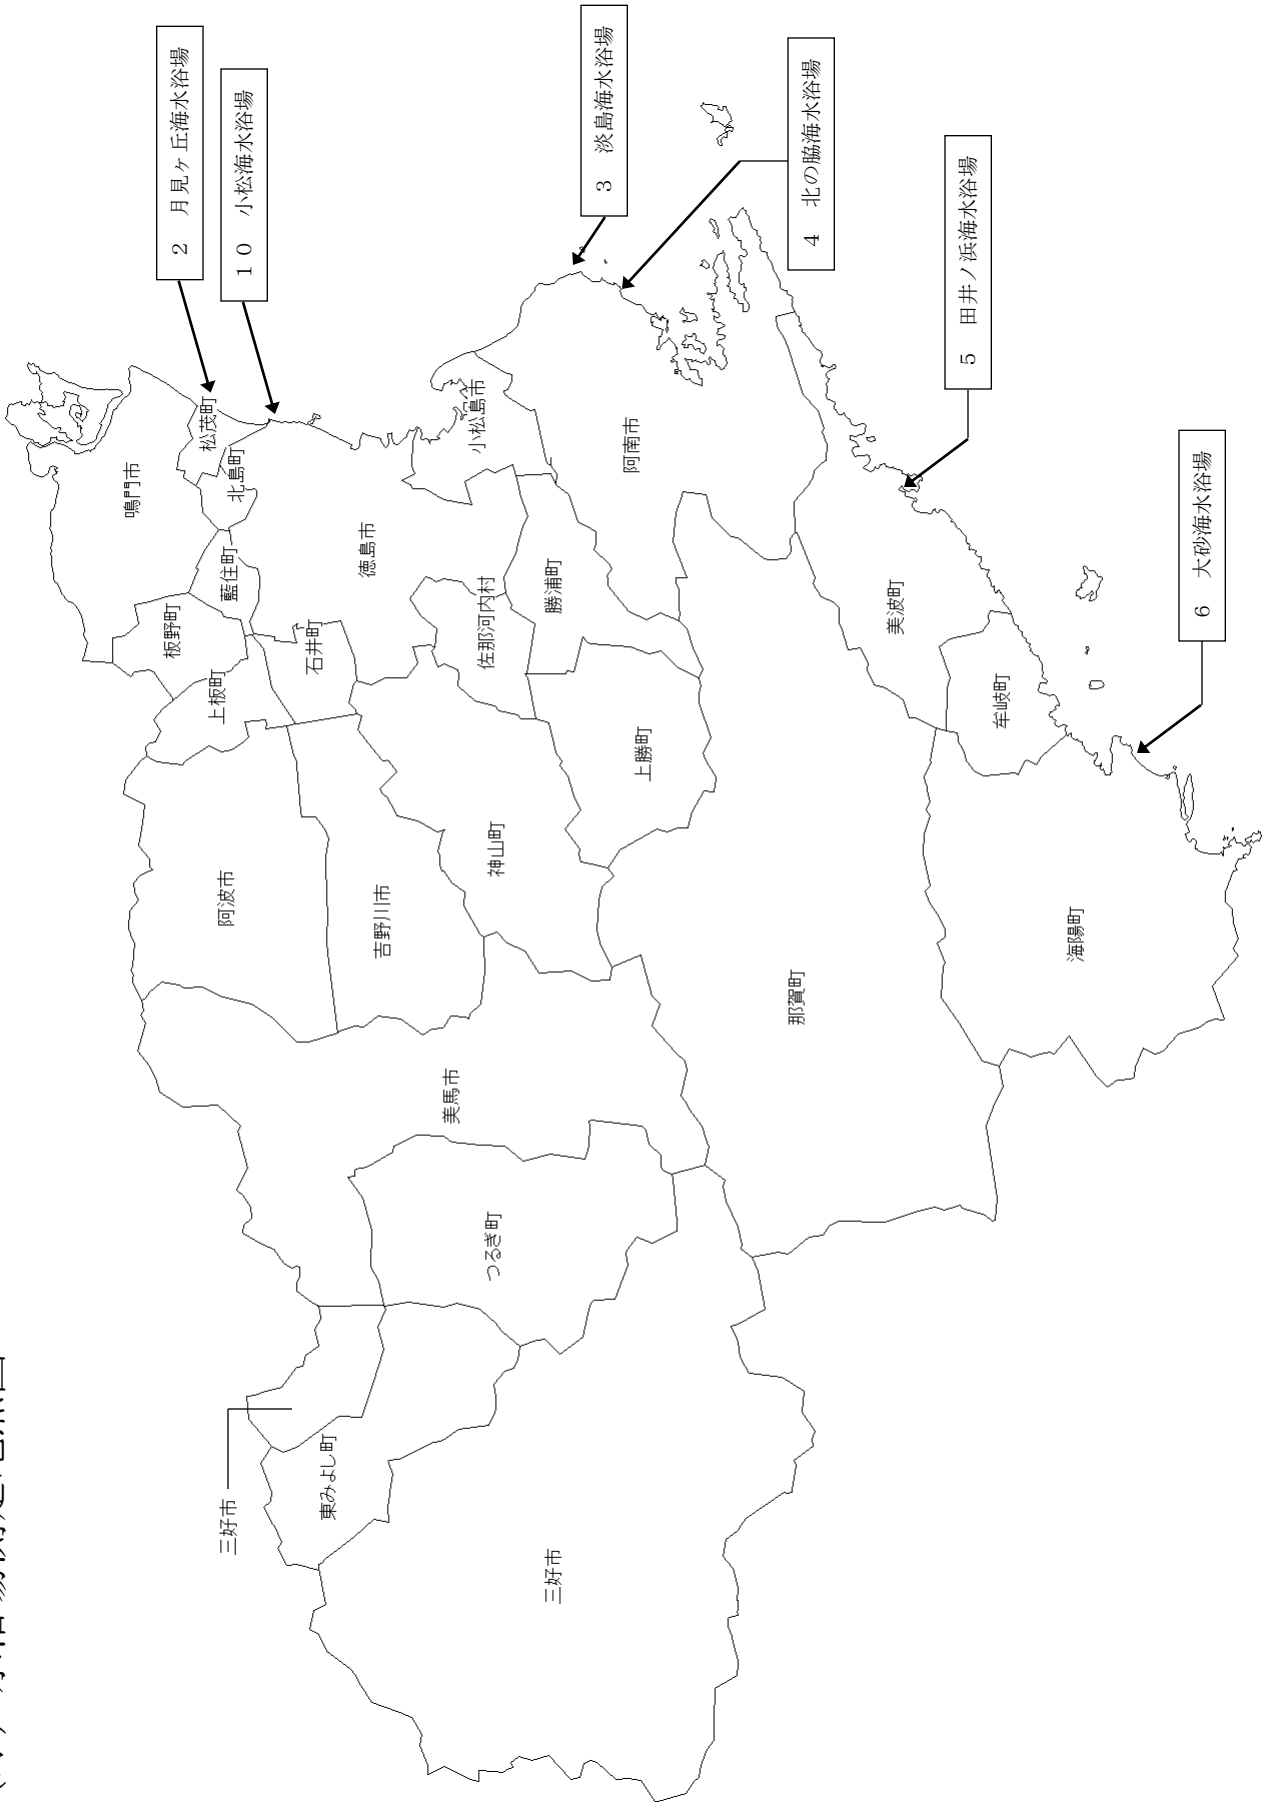 2　月見ヶ丘海水浴場
10　小松海水浴場
3　淡島海水浴場
4　北の脇海水浴場
5　田井ノ浜海水浴場
6　大砂海水浴場
鳴門市
松茂町
北島町
藍住町
板野町
上板町
石井町
徳島市
小松島市
佐那河内村
勝浦町
阿南市
上勝町
神山町
阿波市
吉野川市
美波町
牟岐町
海陽町
那賀町
美馬市
つるぎ町
三好市
東みよし町
三好市